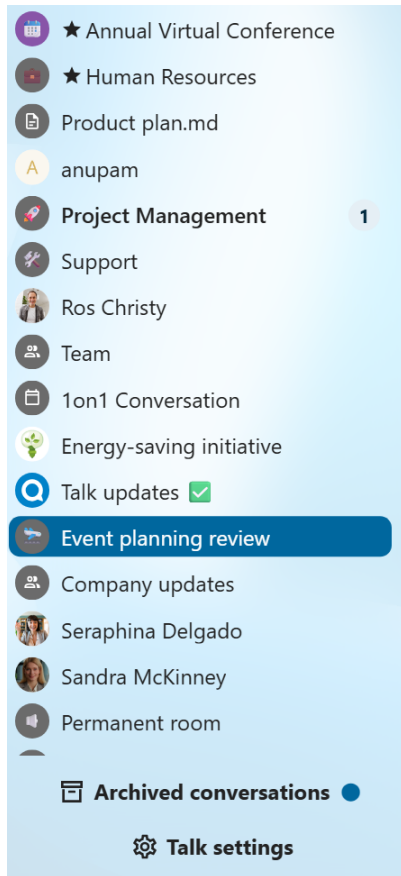 ★ Annual Virtual Conference
★ Human Resources
Product plan.md
A anupam
Project Management 1
Support
Ros Christy
Team
1on1 Conversation
Energy-saving initiative
Talk updates ✅
Event planning review
Company updates
Seraphina Delgado
Sandra McKinney
Permanent room
Archived conversations
Talk settings